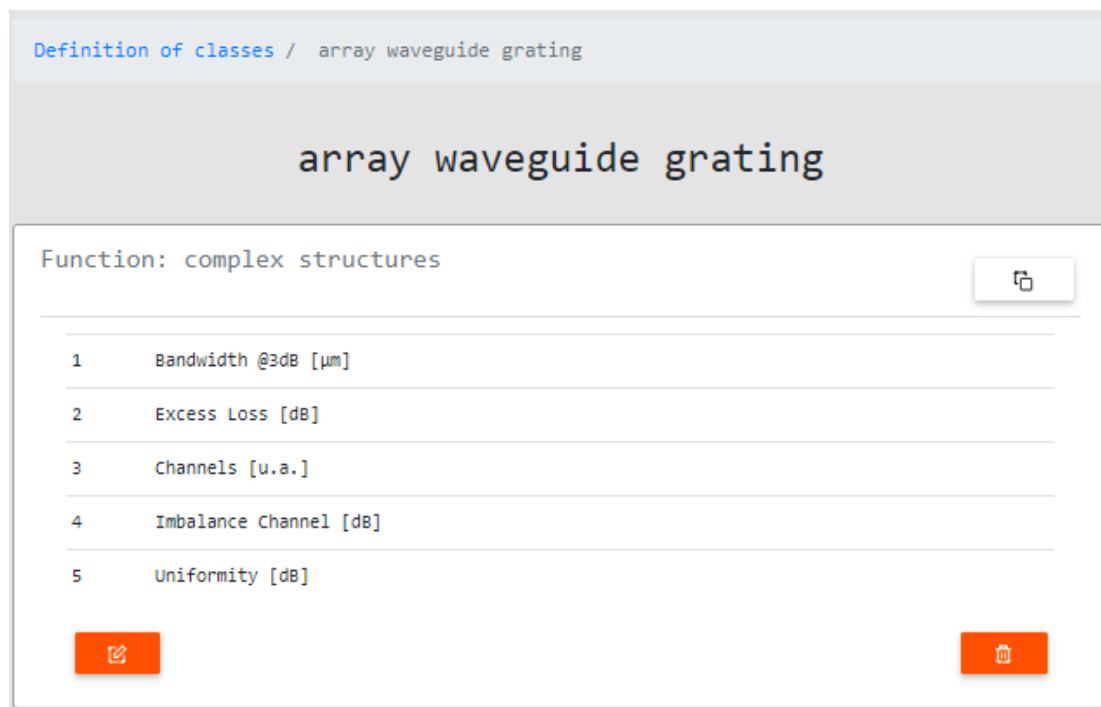 Definition of classes / array waveguide grating
array waveguide grating
Function: complex structures
1 Bandwidth @3dB [µm]
2 Excess Loss [dB]
3 Channels [u.a.]
4 Imbalance Channel [dB]
5 Uniformity [dB]